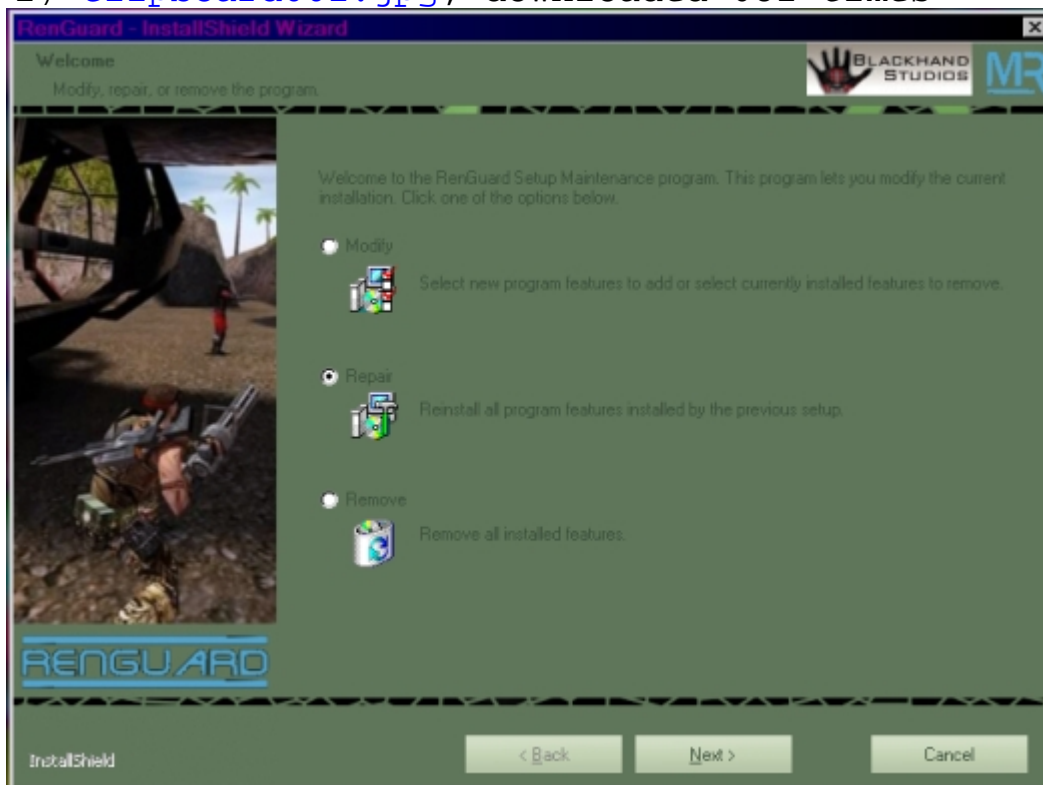 RenGuard - InstallShield Wizard
Welcome
Modify, repair, or remove the program.
BLACKHAND
STUDIOS
Welcome to the RenGuard Setup Maintenance program. This program lets you modify the current
installation. Click one of the options below.
Modify
Select new program features to add or select currently installed features to remove.
Repair
Reinstall all program features installed by the previous setup.
Remove
Remove all installed features.
RENGUARD
InstallShield
< Back
Next >
Cancel